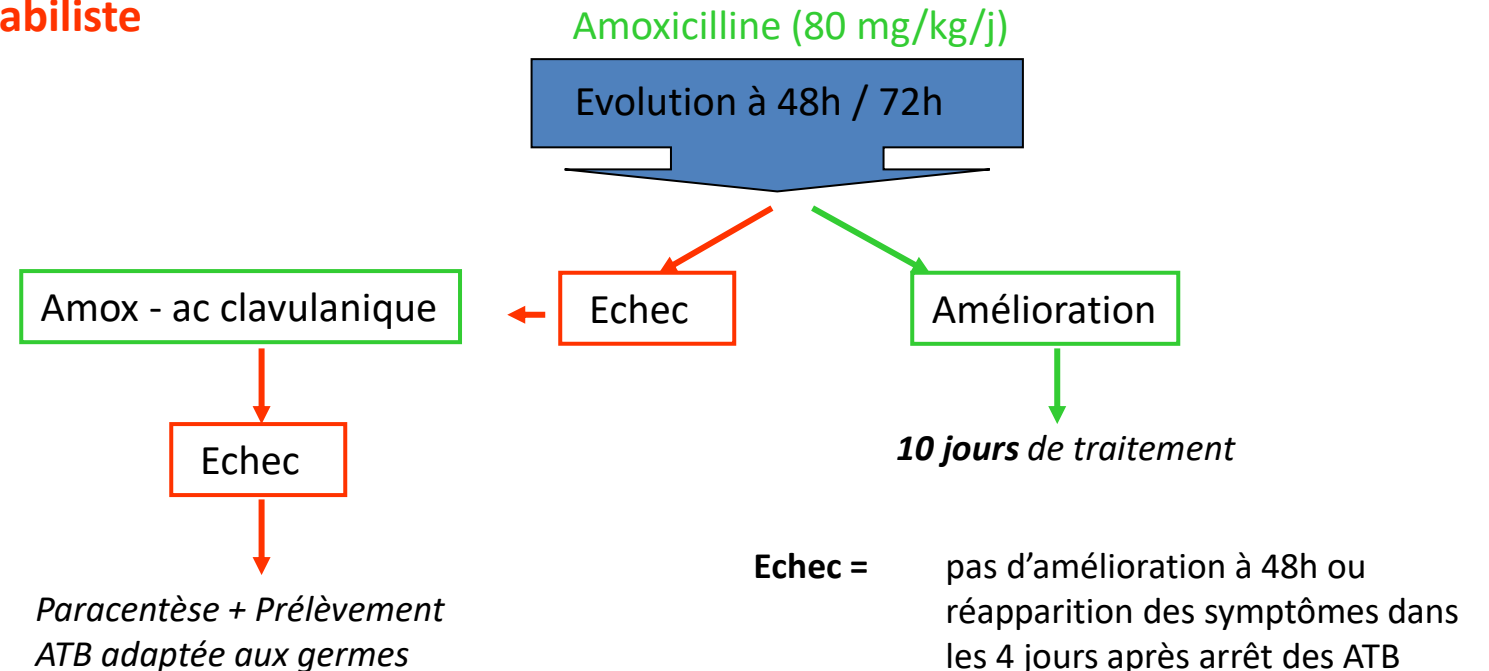 abiliste
Amoxicilline (80 mg/kg/j)
Evolution à 48h / 72h
Amox - ac clavulanique
Echec
Amélioration
Echec
10 jours de traitement
Paracentèse + Prélèvement
ATB adaptée aux germes
Echec =
pas d’amélioration à 48h ou
réapparition des symptômes dans
les 4 jours après arrêt des ATB